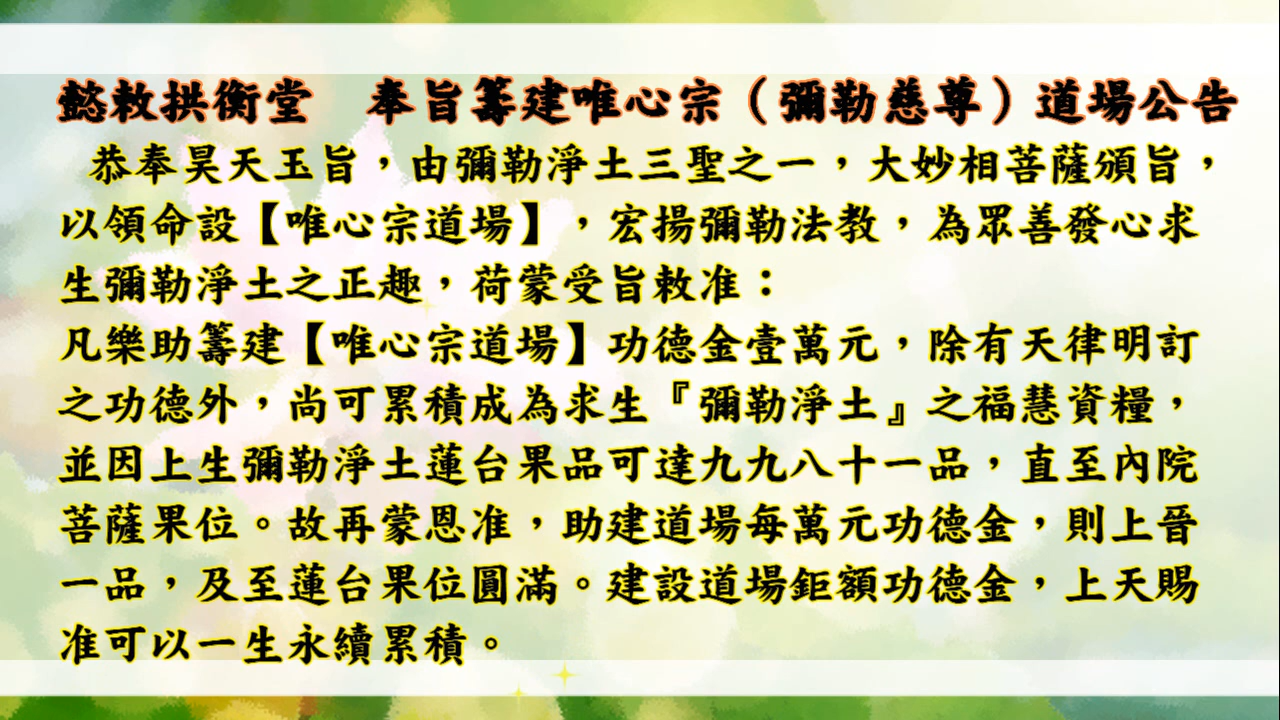 懿敕拱衡堂　奉旨籌建唯心宗（彌勒慈尊）道場公告
恭奉昊天玉旨，由彌勒淨土三聖之一，大妙相菩薩頒旨，
以領命設【唯心宗道場】，宏揚彌勒法教，為眾善發心求
生彌勒淨土之正趣，荷蒙受旨敕准：
凡樂助籌建【唯心宗道場】功德金壹萬元，除有天律明訂
之功德外，尚可累積成為求生『彌勒淨土』之福慧資糧，
並因上生彌勒淨土蓮台果品可達九九八十一品，直至內院
菩薩果位。故再蒙恩准，助建道場每萬元功德金，則上晉
一品，及至蓮台果位圓滿。建設道場鉅額功德金，上天賜
准可以一生永續累積。